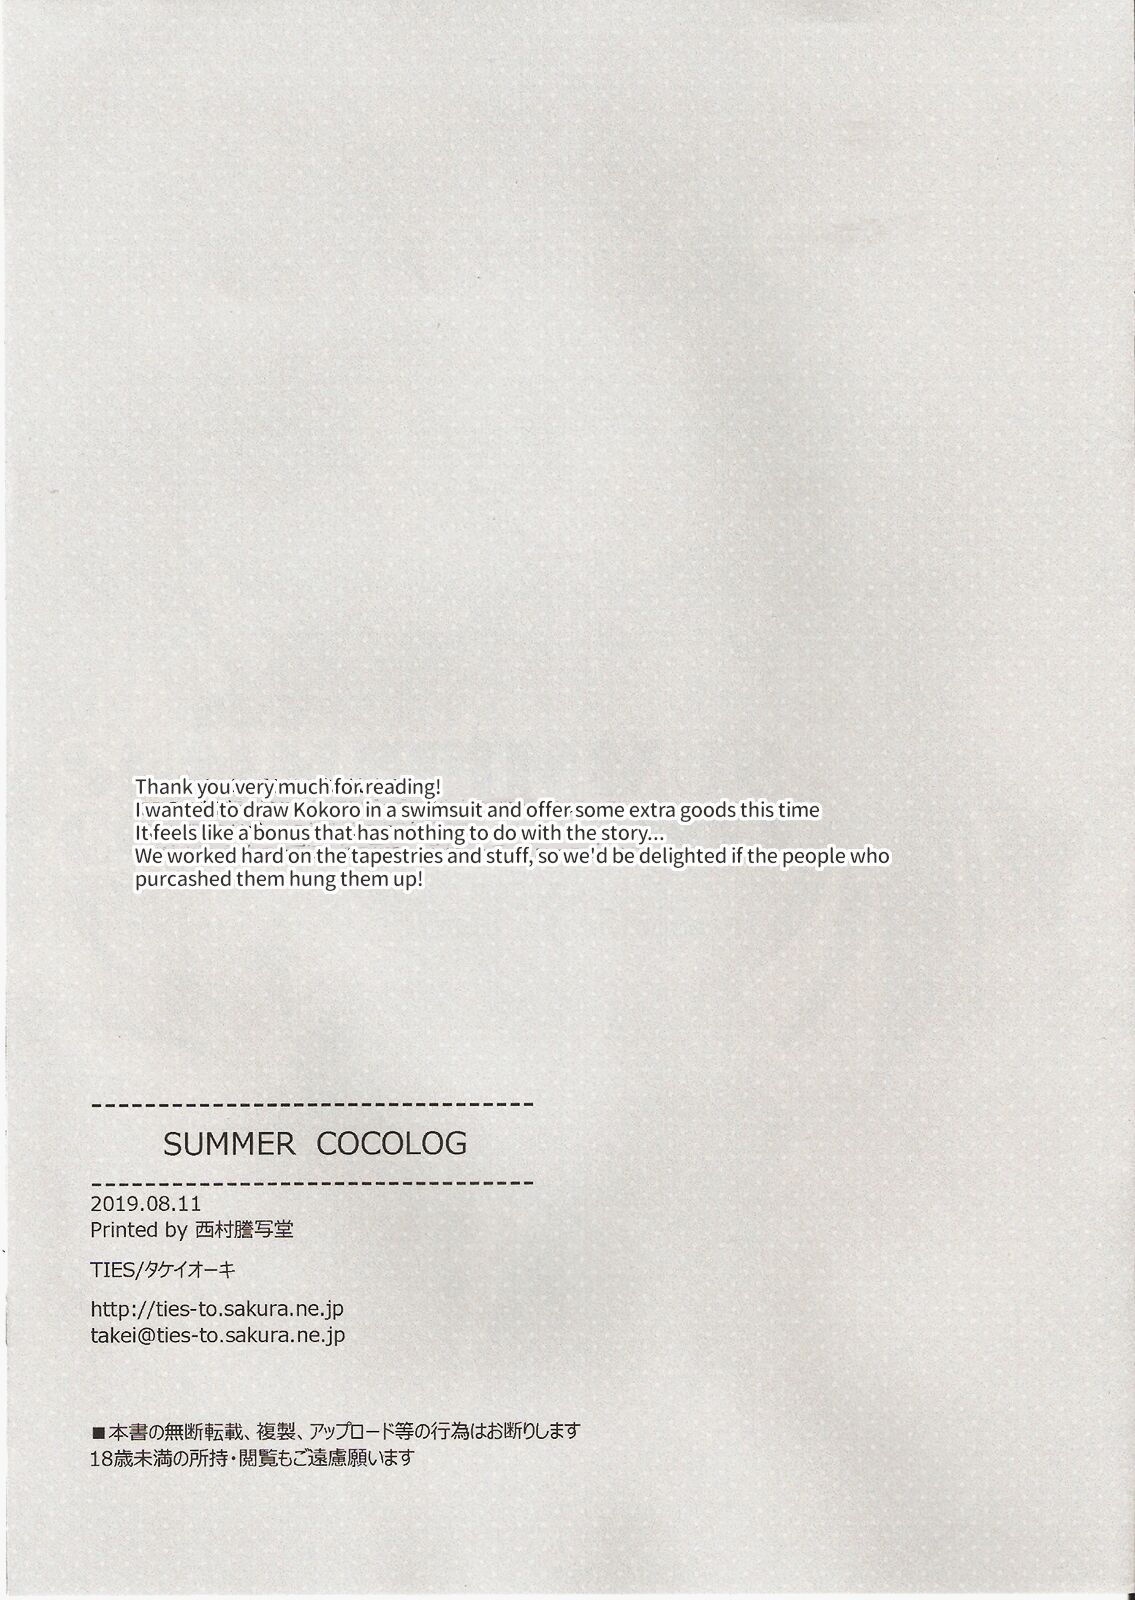 Thank you very much for reading!
I wanted to draw Kokoro in a swimsuit and offer some extra goods this time
It feels like a bonus that has nothing to do with the story...
We worked hard on the tapestries and stuff, so we'd be delighted if the people who
purcashed them hung them up!
--------------------------------
SUMMER COCOLOG
--------------------------------
2019.08.11
Printed by 西村謄写堂
TIES/タケイオーキ
http://ties-to.sakura.ne.jp
takei@ties-to.sakura.ne.jp
■本書の無断転載、複製、アップロード等の行為はお断りします
18歳未満の所持・閲覧もご遠慮願います